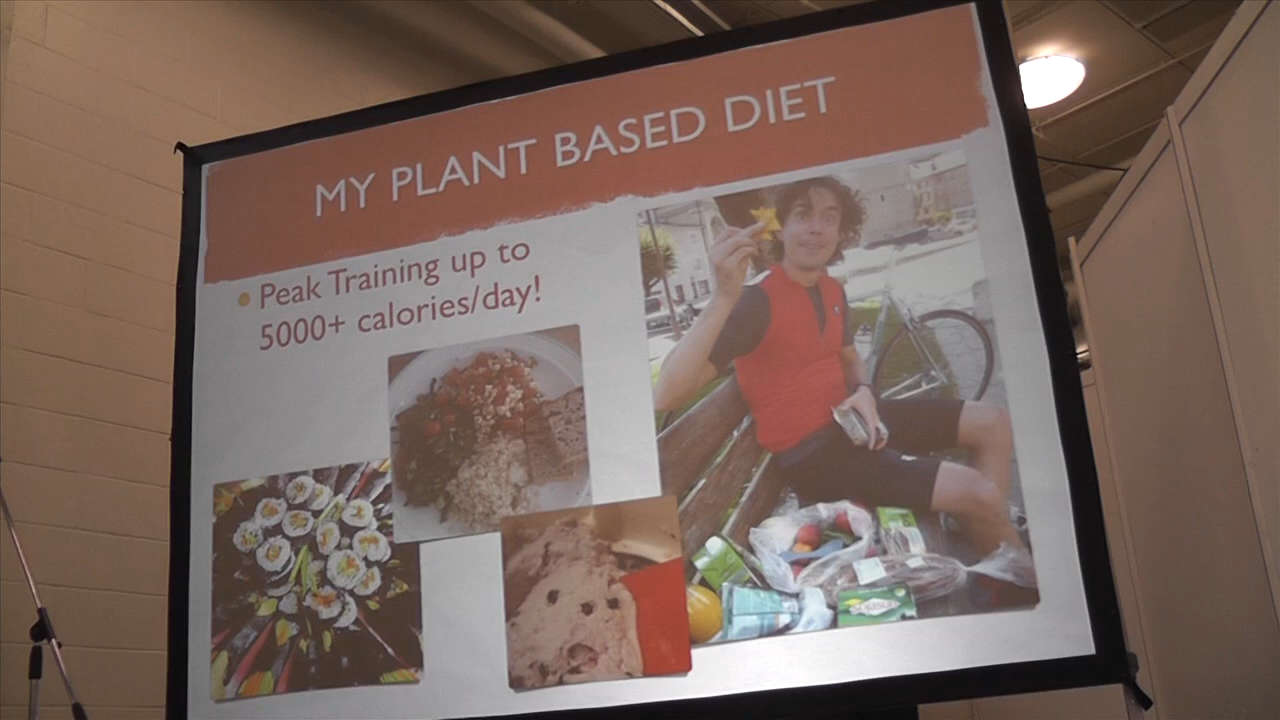 MY PLANT BASED DIET
Peak Training up to
5000+ calories/day!